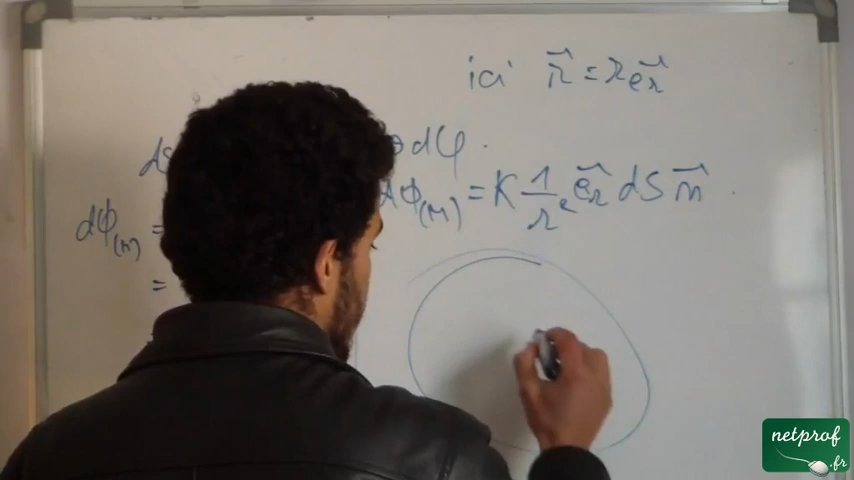 ici r⃗ = r e⃗r
dφ.
dΦ(M) = K 1/r² e⃗r dS n⃗.
dΦ(M) =
=
netprof
.fr